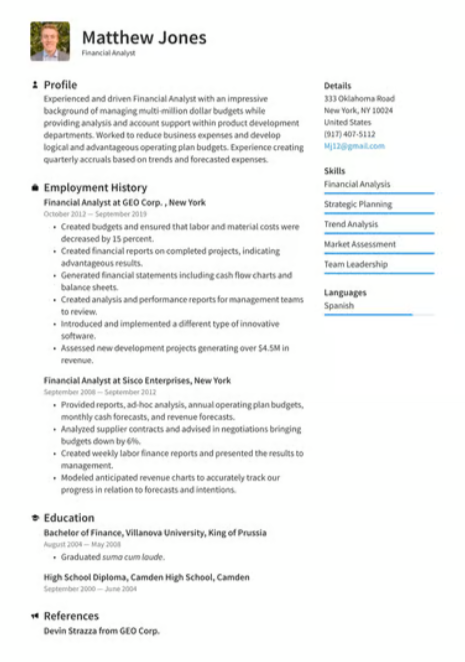 Matthew Jones
Financial Analyst
Profile
Experienced and driven Financial Analyst with an impressive
background of managing multi-million dollar budgets while
providing analysis and account support within product development
departments. Worked to reduce business expenses and develop
logical and advantageous operating plan budgets. Experience creating
quarterly accruals based on trends and forecasted expenses.
Employment History
Financial Analyst at GEO Corp. , New York
October 2012 — September 2019
• Created budgets and ensured that labor and material costs were
decreased by 15 percent.
• Created financial reports on completed projects, indicating
advantageous results.
• Generated financial statements including cash flow charts and
balance sheets.
• Created analysis and performance reports for management teams
to review.
• Introduced and implemented a different type of innovative
software.
• Assessed new development projects generating over $4.5M in
revenue.
Financial Analyst at Sisco Enterprises, New York
September 2008 — September 2012
• Provided reports, ad-hoc analysis, annual operating plan budgets,
monthly cash forecasts, and revenue forecasts.
• Analyzed supplier contracts and advised in negotiations bringing
budgets down by 6%.
• Created weekly labor finance reports and presented the results to
management.
• Modeled anticipated revenue charts to accurately track our
progress in relation to forecasts and intentions.
Education
Bachelor of Finance, Villanova University, King of Prussia
August 2004 — May 2008
• Graduated suma cum laude.
High School Diploma, Camden High School, Camden
September 2000 — June 2004
References
Devin Strazza from GEO Corp.
Details
333 Oklahoma Road
New York, NY 10024
United States
(917) 407-5112
Mj12@gmail.com
Skills
Financial Analysis
Strategic Planning
Trend Analysis
Market Assessment
Team Leadership
Languages
Spanish